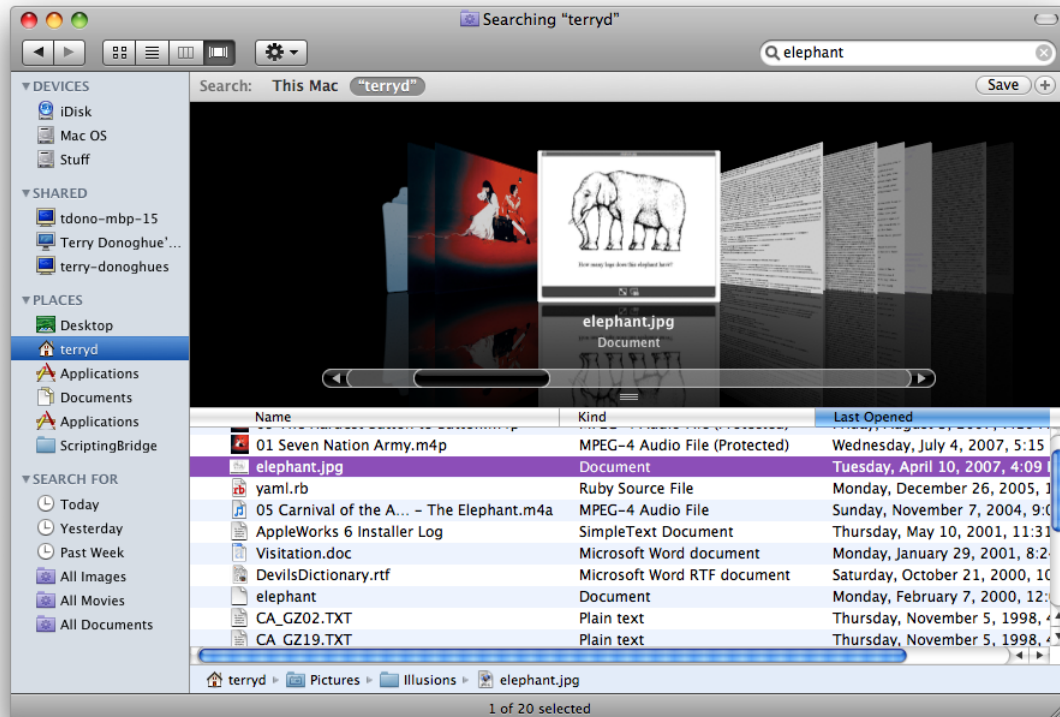 Searching “terryd”
elephant
Search: This Mac “terryd” Save
DEVICES
iDisk
Mac OS
Stuff
SHARED
tdono-mbp-15
Terry Donoghue’...
terry-donoghues
PLACES
Desktop
terryd
Applications
Documents
Applications
ScriptingBridge
SEARCH FOR
Today
Yesterday
Past Week
All Images
All Movies
All Documents
How many legs does this elephant have?
elephant.jpg
Document
Name Kind Last Opened
01 Seven Nation Army.m4p MPEG-4 Audio File (Protected) Wednesday, July 4, 2007, 5:15
elephant.jpg Document Tuesday, April 10, 2007, 4:09
yaml.rb Ruby Source File Monday, December 26, 2005, 1
05 Carnival of the A... – The Elephant.m4a MPEG-4 Audio File Sunday, November 7, 2004, 9:0
AppleWorks 6 Installer Log SimpleText Document Thursday, May 10, 2001, 11:31
Visitation.doc Microsoft Word document Monday, January 29, 2001, 8:2
DevilsDictionary.rtf Microsoft Word RTF document Saturday, October 21, 2000, 10
elephant Document Monday, February 7, 2000, 12:
CA_GZ02.TXT Plain text Thursday, November 5, 1998,
CA_GZ19.TXT Plain text Thursday, November 5, 1998,
terryd Pictures Illusions elephant.jpg
1 of 20 selected